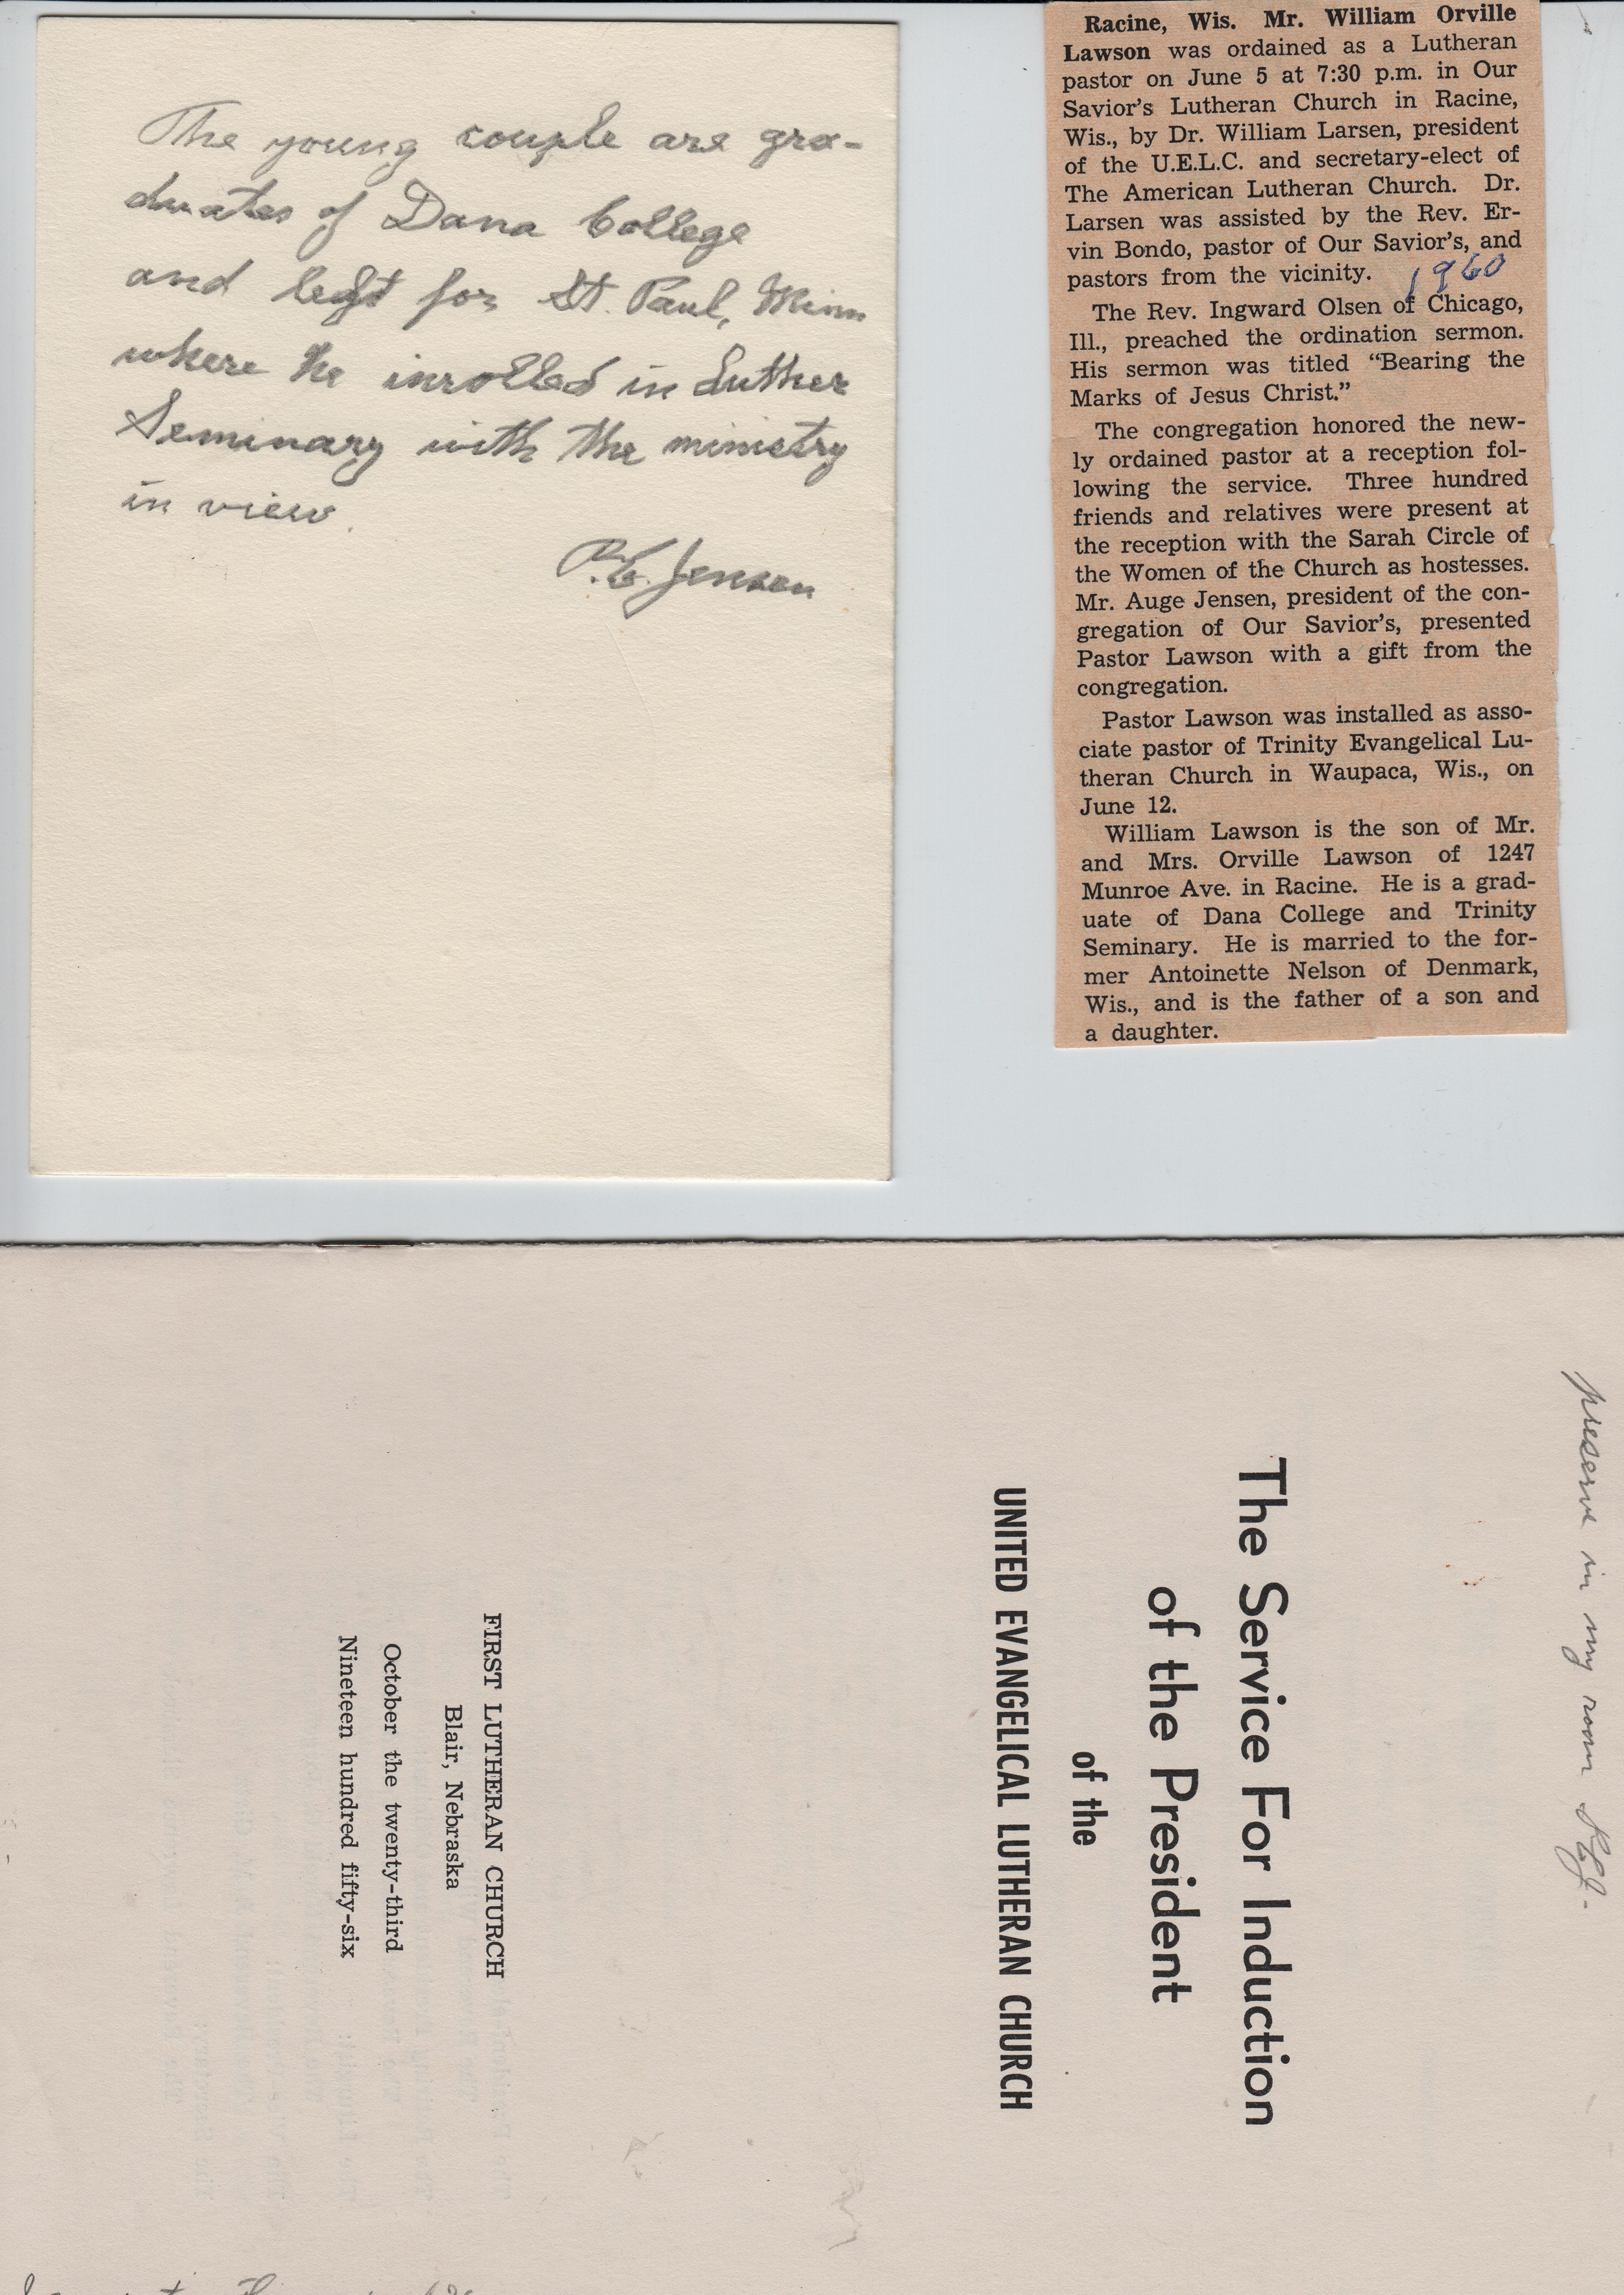 The young couple are gra-
duates of Dana College
and left for St. Paul, Minn
where he inrolled in Luther
Seminary with the ministry
in view.
P.E. Jensen
Racine, Wis. Mr. William Orville
Lawson was ordained as a Lutheran
pastor on June 5 at 7:30 p.m. in Our
Savior's Lutheran Church in Racine,
Wis., by Dr. William Larsen, president
of the U.E.L.C. and secretary-elect of
The American Lutheran Church. Dr.
Larsen was assisted by the Rev. Er-
vin Bondo, pastor of Our Savior's, and
pastors from the vicinity.
1960
The Rev. Ingward Olsen of Chicago,
Ill., preached the ordination sermon.
His sermon was titled “Bearing the
Marks of Jesus Christ.”
The congregation honored the new-
ly ordained pastor at a reception fol-
lowing the service. Three hundred
friends and relatives were present at
the reception with the Sarah Circle of
the Women of the Church as hostesses.
Mr. Auge Jensen, president of the con-
gregation of Our Savior's, presented
Pastor Lawson with a gift from the
congregation.
Pastor Lawson was installed as asso-
ciate pastor of Trinity Evangelical Lu-
theran Church in Waupaca, Wis., on
June 12.
William Lawson is the son of Mr.
and Mrs. Orville Lawson of 1247
Munroe Ave. in Racine. He is a grad-
uate of Dana College and Trinity
Seminary. He is married to the for-
mer Antoinette Nelson of Denmark,
Wis., and is the father of a son and
a daughter.
preserve in my room P.E.J.
The Service For Induction
of the President
of the
UNITED EVANGELICAL LUTHERAN CHURCH
FIRST LUTHERAN CHURCH
Blair, Nebraska
October the twenty-third
Nineteen hundred fifty-six